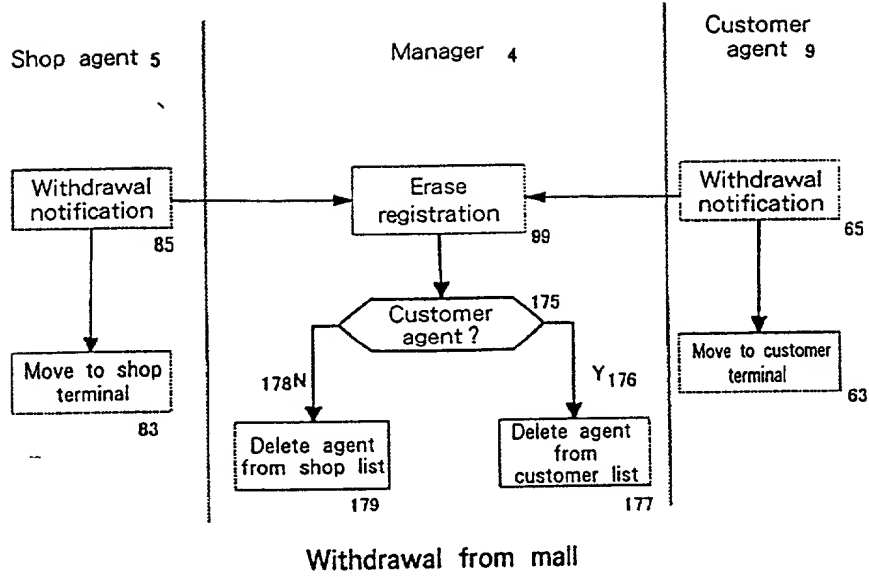 Shop agent 5
Manager 4
Customer
agent 9
Withdrawal
notification
85
Erase
registration
99
Withdrawal
notification
65
Customer
agent?
175
Move to shop
terminal
83
Move to customer
terminal
63
178N
Y176
Delete agent
from shop list
179
Delete agent
from
customer list
177
Withdrawal from mall